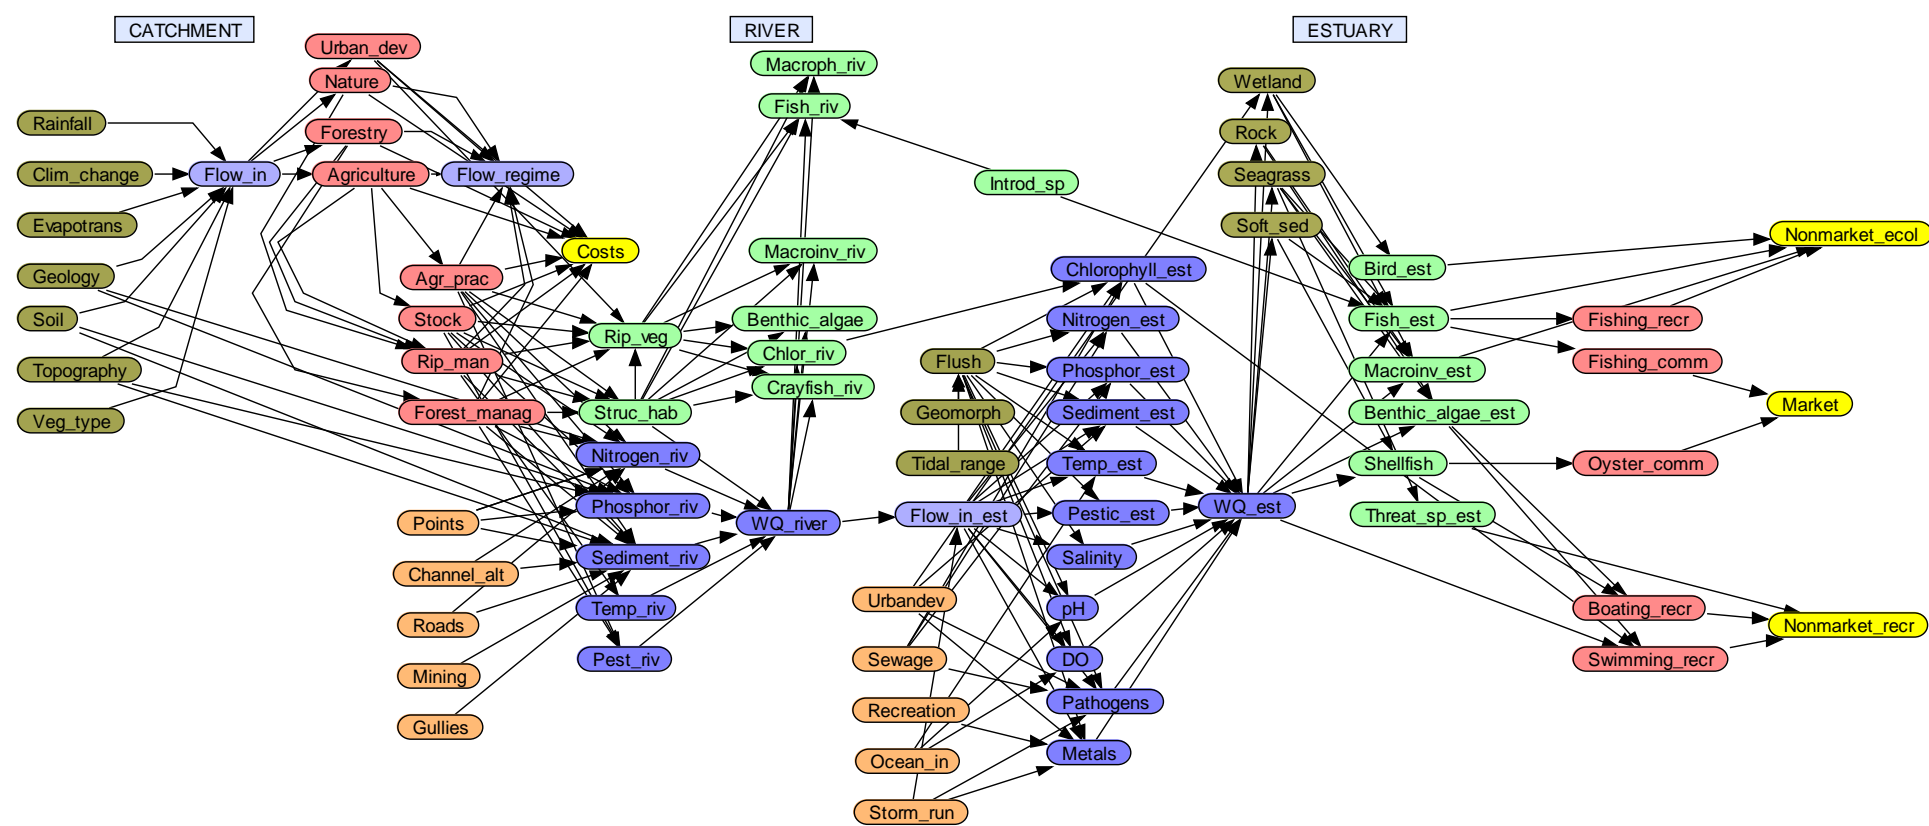 CATCHMENT
RIVER
ESTUARY
Urban_dev
Nature
Rainfall
Forestry
Clim_change
Flow_in
Agriculture
Flow_regime
Evapotrans
Costs
Geology
Agr_prac
Soil
Stock
Rip_veg
Topography
Rip_man
Veg_type
Forest_manag
Struc_hab
Nitrogen_riv
Points
Phosphor_riv
Channel_alt
Sediment_riv
Roads
Temp_riv
Mining
Pest_riv
Gullies
Macroph_riv
Fish_riv
Introd_sp
Macroinv_riv
Benthic_algae
Chlor_riv
Crayfish_riv
WQ_river
Chlorophyll_est
Nitrogen_est
Flush
Phosphor_est
Geomorph
Sediment_est
Tidal_range
Temp_est
Flow_in_est
Pestic_est
Salinity
Urbandev
pH
Sewage
DO
Recreation
Pathogens
Ocean_in
Metals
Storm_run
Wetland
Rock
Seagrass
Soft_sed
Nonmarket_ecol
Bird_est
Fish_est
Fishing_recr
Macroinv_est
Fishing_comm
Benthic_algae_est
Market
Shellfish
Oyster_comm
WQ_est
Threat_sp_est
Boating_recr
Nonmarket_recr
Swimming_recr